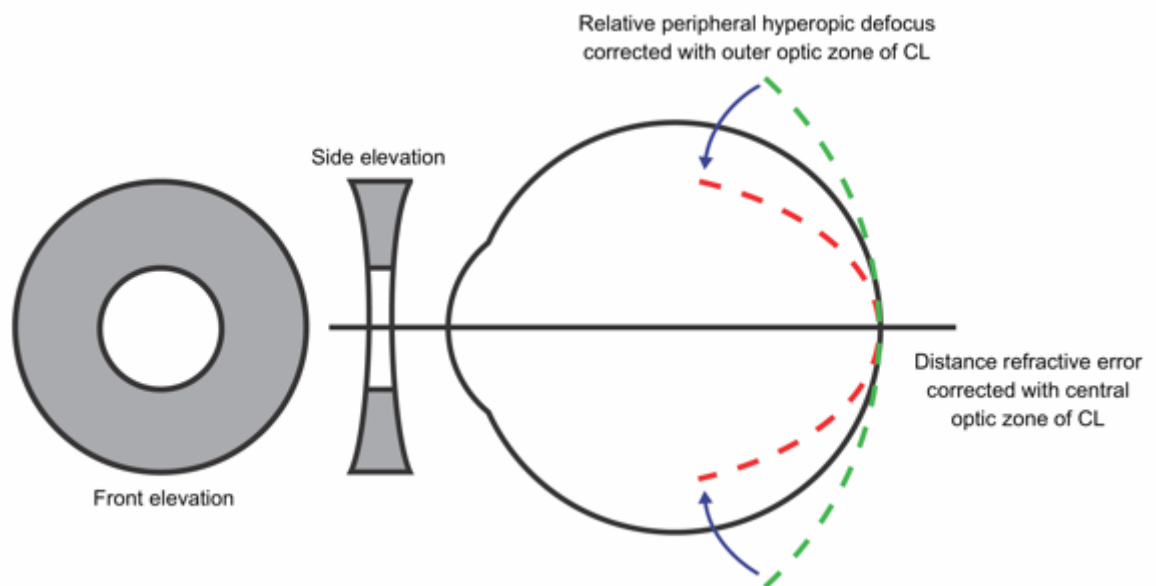 Relative peripheral hyperopic defocus
corrected with outer optic zone of CL
Side elevation
Front elevation
Distance refractive error
corrected with central
optic zone of CL